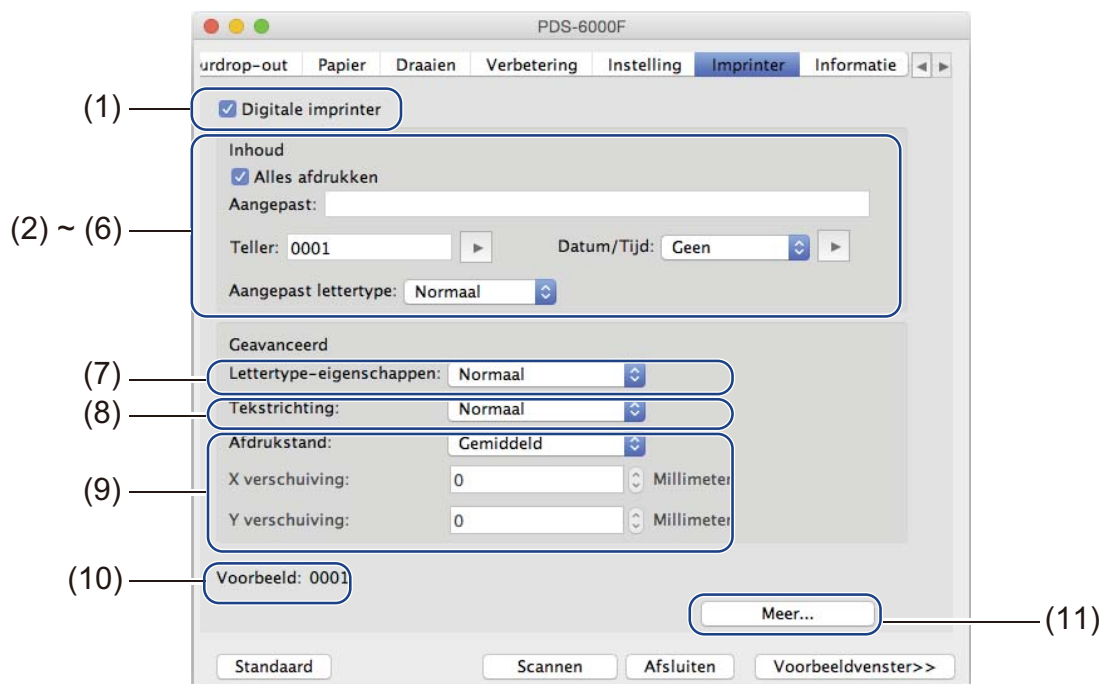 PDS-6000F
urdrop-out Papier Draaien Verbetering Instelling Imprinter Informatie
(1) Digitale imprinter
Inhoud
Alles afdrukken
Aangepast:
(2) ~ (6)
Teller: 0001 Datum/Tijd: Geen
Aangepast lettertype: Normaal
Geavanceerd
(7) Lettertype-eigenschappen: Normaal
(8) Tekstrichting: Normaal
Afdrukstand: Gemiddeld
(9) X verschuiving: 0 Millimeter
Y verschuiving: 0 Millimeter
(10) Voorbeeld: 0001
Meer... (11)
Standaard Scannen Afsluiten Voorbeeldvenster>>